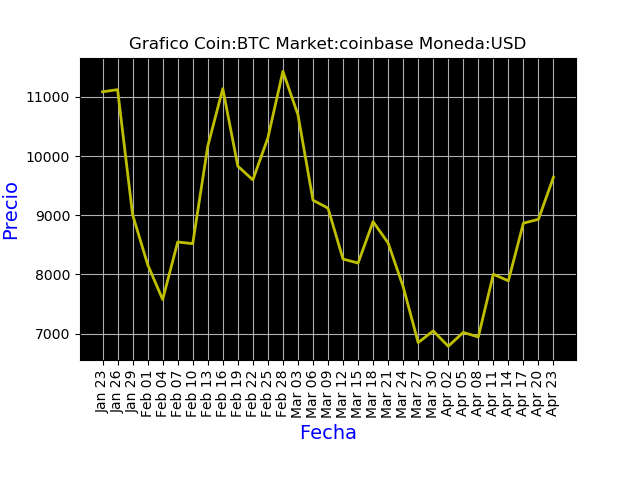 Grafico Coin:BTC Market:coinbase Moneda:USD
Precio
11000
10000
9000
8000
7000
Jan 23
Jan 26
Jan 29
Feb 01
Feb 04
Feb 07
Feb 10
Feb 13
Feb 16
Feb 19
Feb 22
Feb 25
Feb 28
Mar 03
Mar 06
Mar 09
Mar 12
Mar 15
Mar 18
Mar 21
Mar 24
Mar 27
Mar 30
Apr 02
Apr 05
Apr 08
Apr 11
Apr 14
Apr 17
Apr 20
Apr 23
Fecha